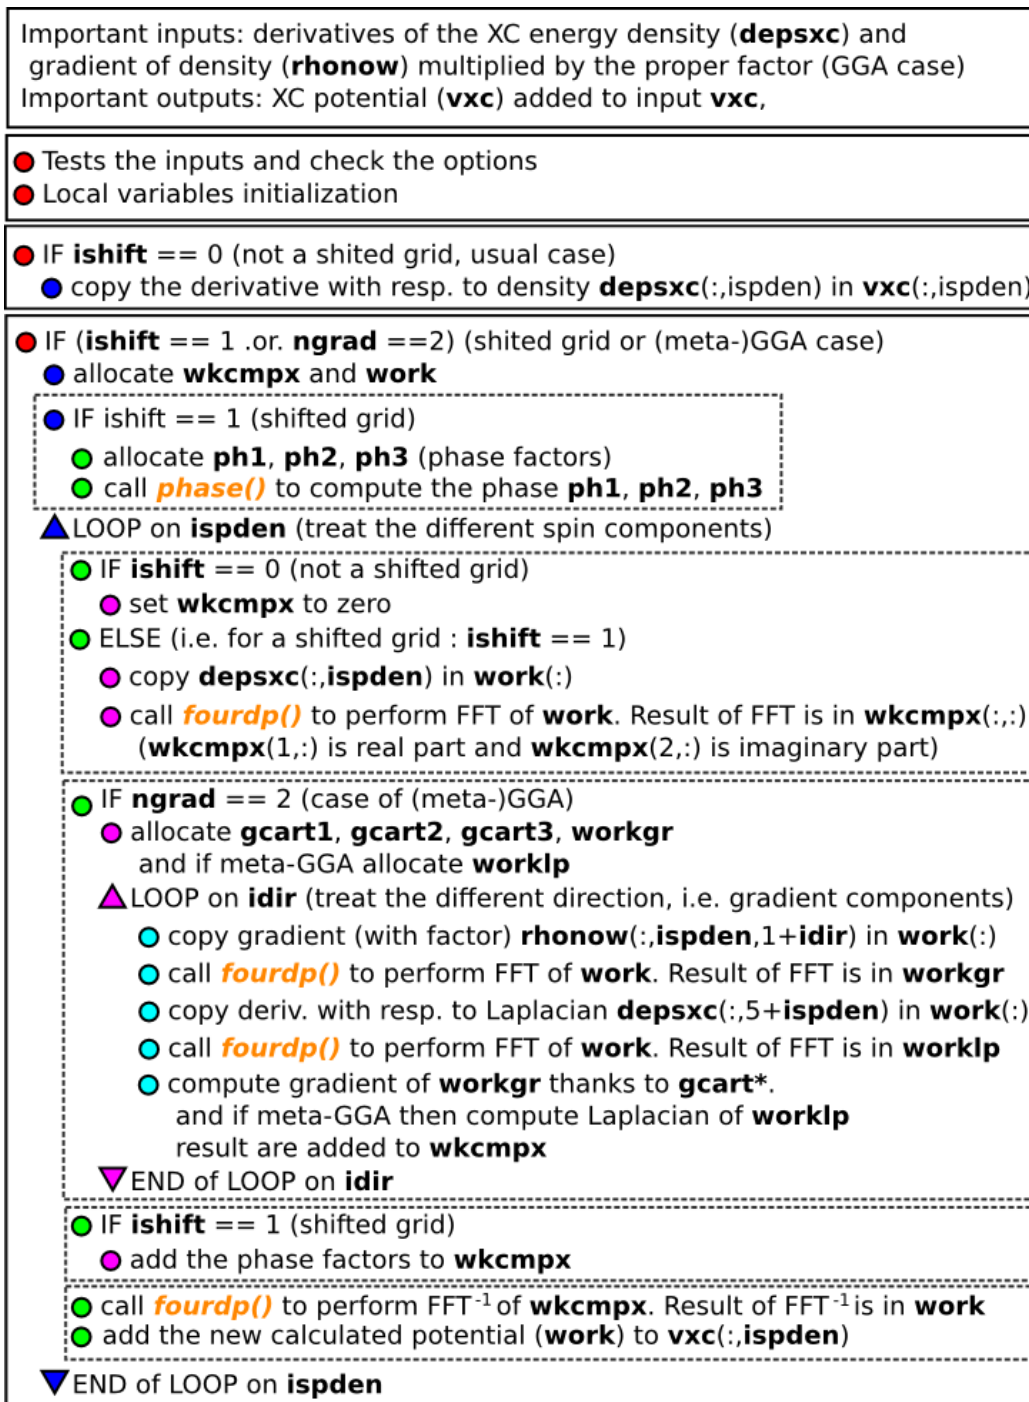 Important inputs: derivatives of the XC energy density (depsxc) and
gradient of density (rhonow) multiplied by the proper factor (GGA case)
Important outputs: XC potential (vxc) added to input vxc,
Tests the inputs and check the options
Local variables initialization
IF ishift == 0 (not a shited grid, usual case)
copy the derivative with resp. to density depsxc(:,ispden) in vxc(:,ispden)
IF (ishift == 1 .or. ngrad ==2) (shited grid or (meta-)GGA case)
allocate wkcmpx and work
IF ishift == 1 (shifted grid)
allocate ph1, ph2, ph3 (phase factors)
call phase() to compute the phase ph1, ph2, ph3
LOOP on ispden (treat the different spin components)
IF ishift == 0 (not a shifted grid)
set wkcmpx to zero
ELSE (i.e. for a shifted grid : ishift == 1)
copy depsxc(:,ispden) in work(:)
call fourdp() to perform FFT of work. Result of FFT is in wkcmpx(:,:)
(wkcmpx(1,:) is real part and wkcmpx(2,:) is imaginary part)
IF ngrad == 2 (case of (meta-)GGA)
allocate gcart1, gcart2, gcart3, workgr
and if meta-GGA allocate worklp
LOOP on idir (treat the different direction, i.e. gradient components)
copy gradient (with factor) rhonow(:,ispden,1+idir) in work(:)
call fourdp() to perform FFT of work. Result of FFT is in workgr
copy deriv. with resp. to Laplacian depsxc(:,5+ispden) in work(:)
call fourdp() to perform FFT of work. Result of FFT is in worklp
compute gradient of workgr thanks to gcart*.
and if meta-GGA then compute Laplacian of worklp
result are added to wkcmpx
END of LOOP on idir
IF ishift == 1 (shifted grid)
add the phase factors to wkcmpx
call fourdp() to perform FFT⁻¹ of wkcmpx. Result of FFT⁻¹ is in work
add the new calculated potential (work) to vxc(:,ispden)
END of LOOP on ispden